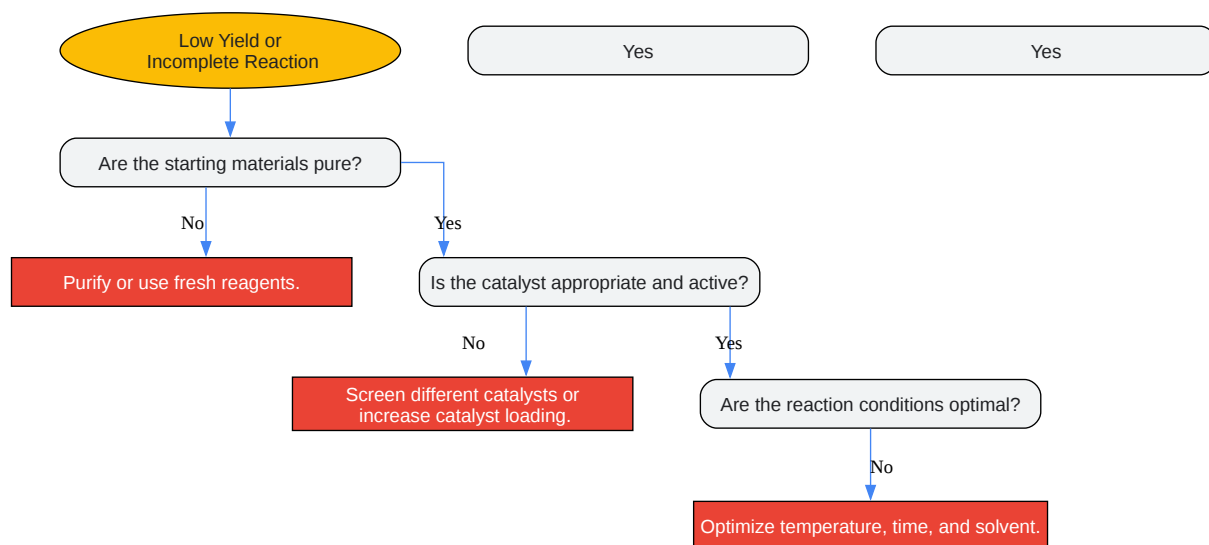 Low Yield or
Incomplete Reaction
Yes
Yes
Are the starting materials pure?
No
Yes
Purify or use fresh reagents.
Is the catalyst appropriate and active?
No
Yes
Screen different catalysts or
increase catalyst loading.
Are the reaction conditions optimal?
No
Optimize temperature, time, and solvent.